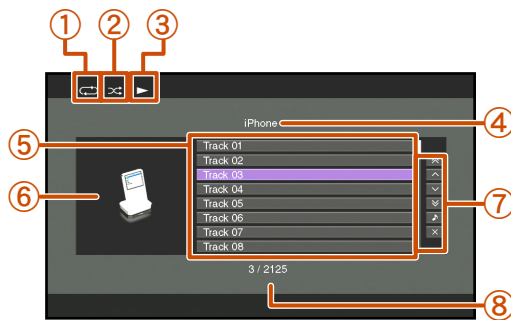 ① ② ③
iPhone ④
⑤ Track 01
Track 02
Track 03
⑥ Track 04
Track 05 ⑦
Track 06
Track 07
Track 08
3 / 2125
⑧